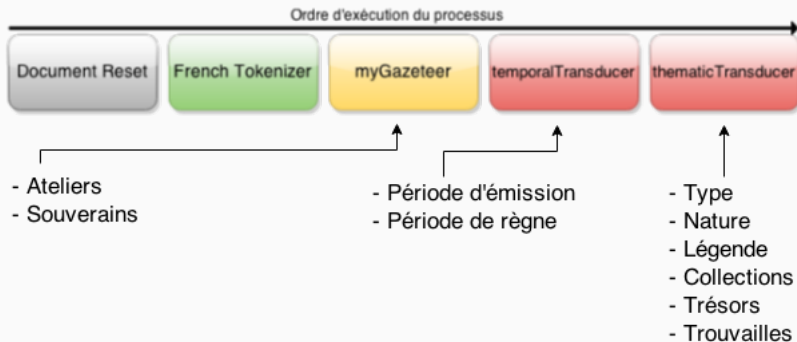 Ordre d'exécution du processus
Document Reset
French Tokenizer
myGazeteer
temporalTransducer
thematicTransducer
- Ateliers
- Souverains
- Période d'émission
- Période de règne
- Type
- Nature
- Légende
- Collections
- Trésors
- Trouvailles